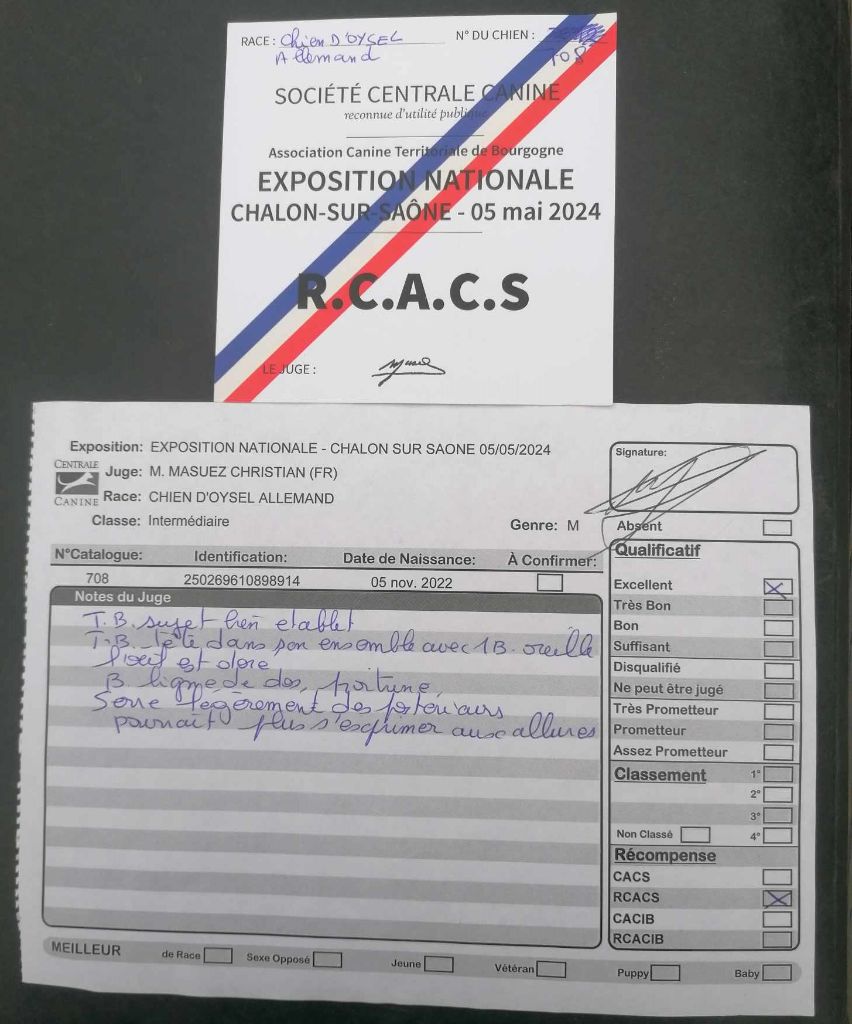 RACE : Chien D'OYSEL N° DU CHIEN :
Allemand 708
SOCIÉTÉ CENTRALE CANINE
reconnue d'utilité publique
Association Canine Territoriale de Bourgogne
EXPOSITION NATIONALE
CHALON-SUR-SAÔNE - 05 mai 2024
R.C.A.C.S
LE JUGE :
Exposition: EXPOSITION NATIONALE - CHALON SUR SAONE 05/05/2024
CENTRALE
CANINE
Juge: M. MASUEZ CHRISTIAN (FR)
Race: CHIEN D'OYSEL ALLEMAND
Classe: Intermédiaire
Genre: M
Signature:
Absent
N°Catalogue: Identification: Date de Naissance: À Confirmer:
708 250269610898914 05 nov. 2022
Notes du Juge
T.B. sujet bien etablet
T.B. tête dans son ensemble avec 1B. oreille
l'oeil est
B. ligne de dos, poitrine,
Serre légèrement des postérieurs
pourrait plus s'exprimer aux allures
Qualificatif
Excellent
Très Bon
Bon
Suffisant
Disqualifié
Ne peut être jugé
Très Prometteur
Prometteur
Assez Prometteur
Classement 1°
2°
3°
Non Classé 4°
Récompense
CACS
RCACS
CACIB
RCACIB
MEILLEUR de Race Sexe Opposé Jeune Vétéran Puppy Baby